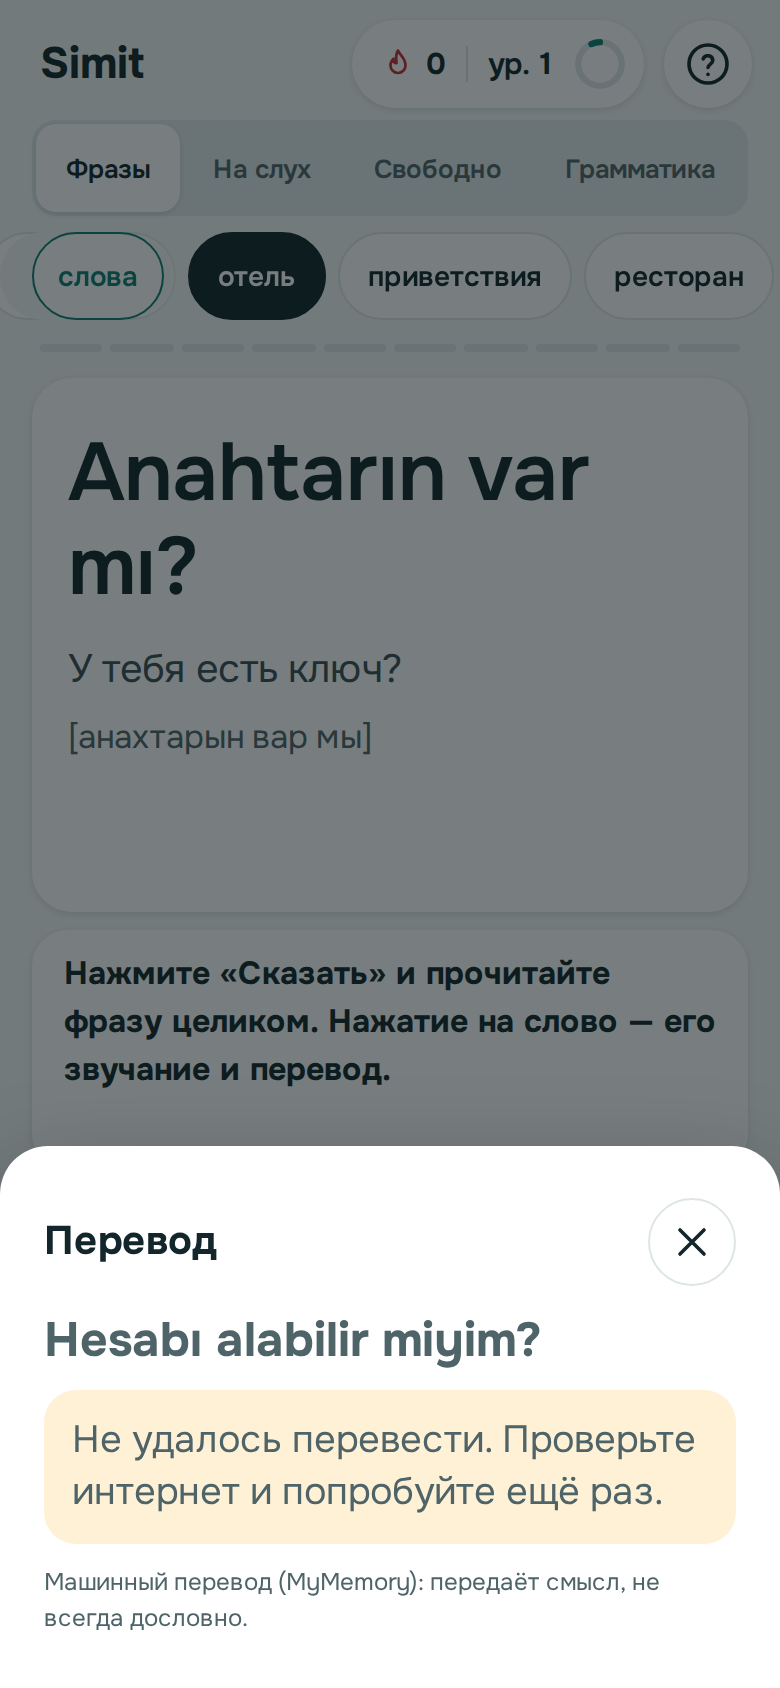 Simit
0
ур. 1
Фразы
На слух
Свободно
Грамматика
слова
отель
приветствия
ресторан
Anahtarın var
mı?
У тебя есть ключ?
[анахтарын вар мы]
Нажмите «Сказать» и прочитайте
фразу целиком. Нажатие на слово — его
звучание и перевод.
Перевод
Hesabı alabilir miyim?
Не удалось перевести. Проверьте
интернет и попробуйте ещё раз.
Машинный перевод (MyMemory): передаёт смысл, не
всегда дословно.